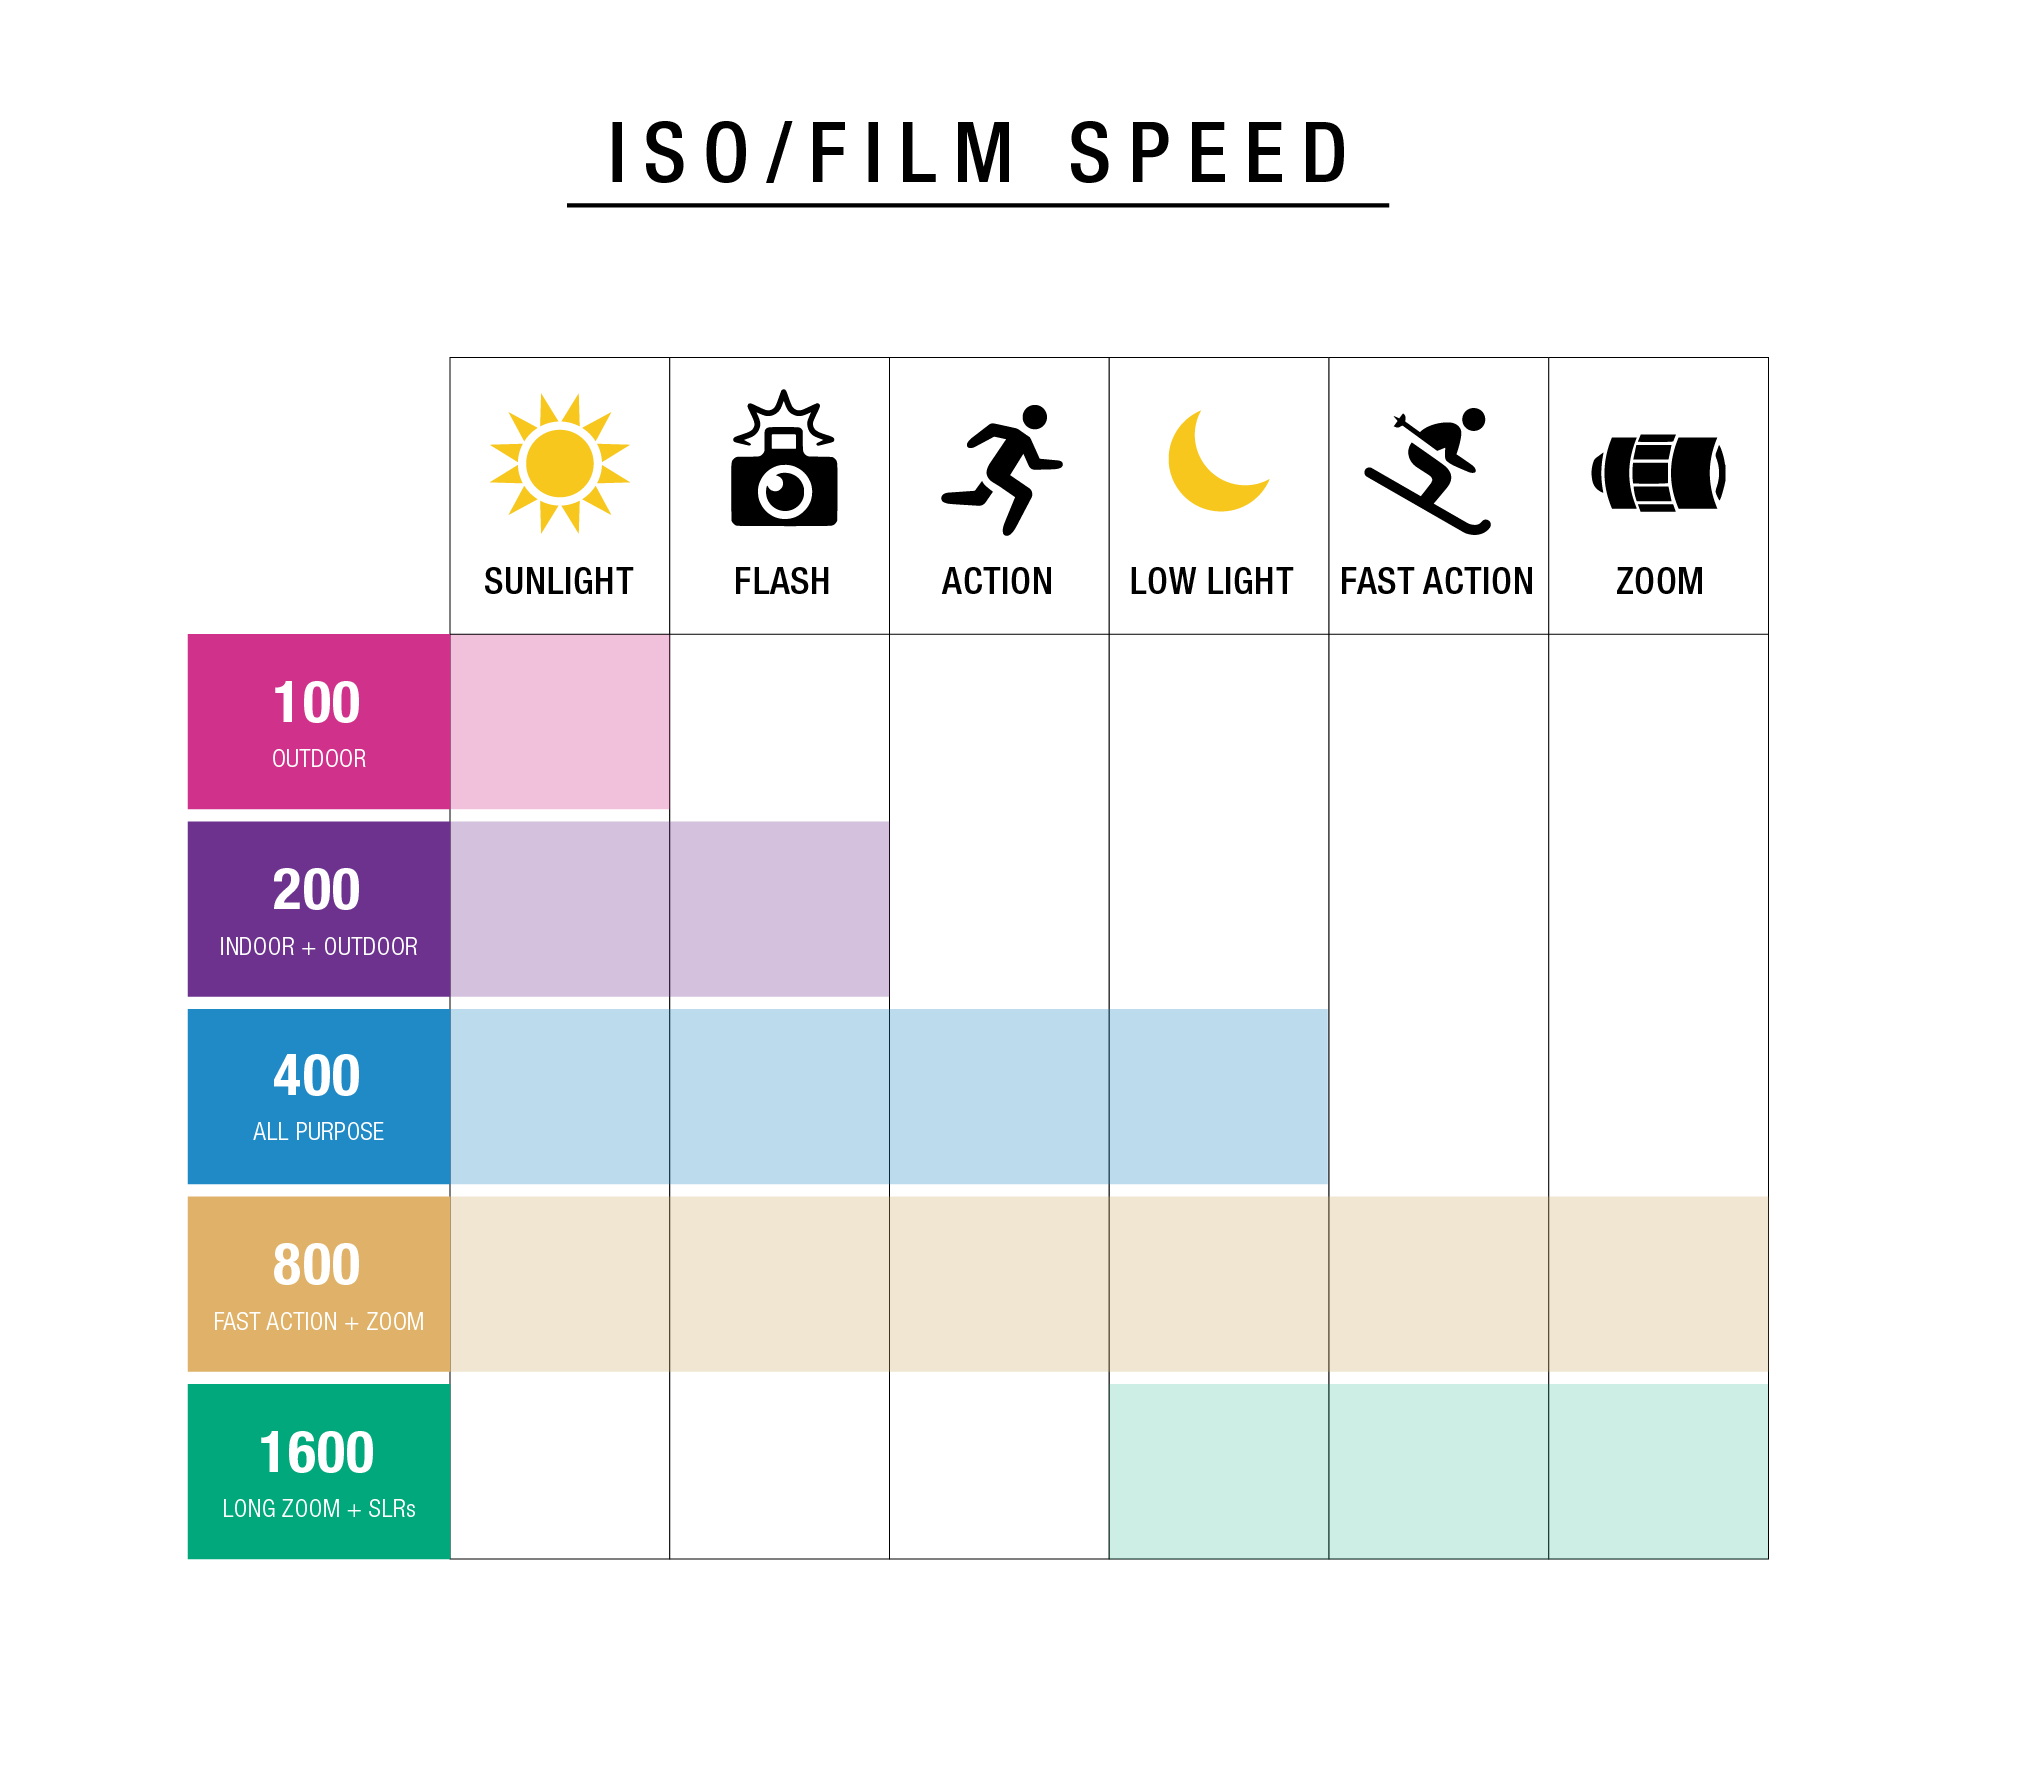 ISO/FILM SPEED
SUNLIGHT FLASH ACTION LOW LIGHT FAST ACTION ZOOM
100
OUTDOOR
200
INDOOR + OUTDOOR
400
ALL PURPOSE
800
FAST ACTION + ZOOM
1600
LONG ZOOM + SLRs